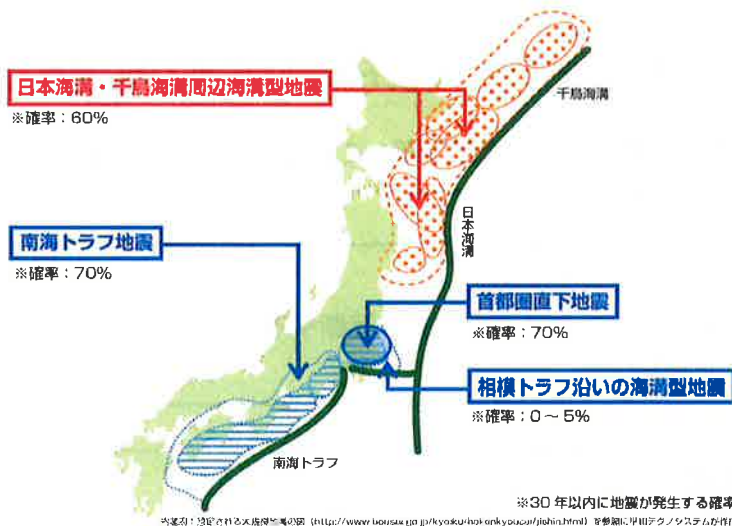 日本海溝・千島海溝周辺海溝型地震
※確率：60%
千島海溝
日本海溝
南海トラフ地震
※確率：70%
首都圏直下地震
※確率：70%
相模トラフ沿いの海溝型地震
※確率：0～5%
南海トラフ
※30年以内に地震が発生する確率